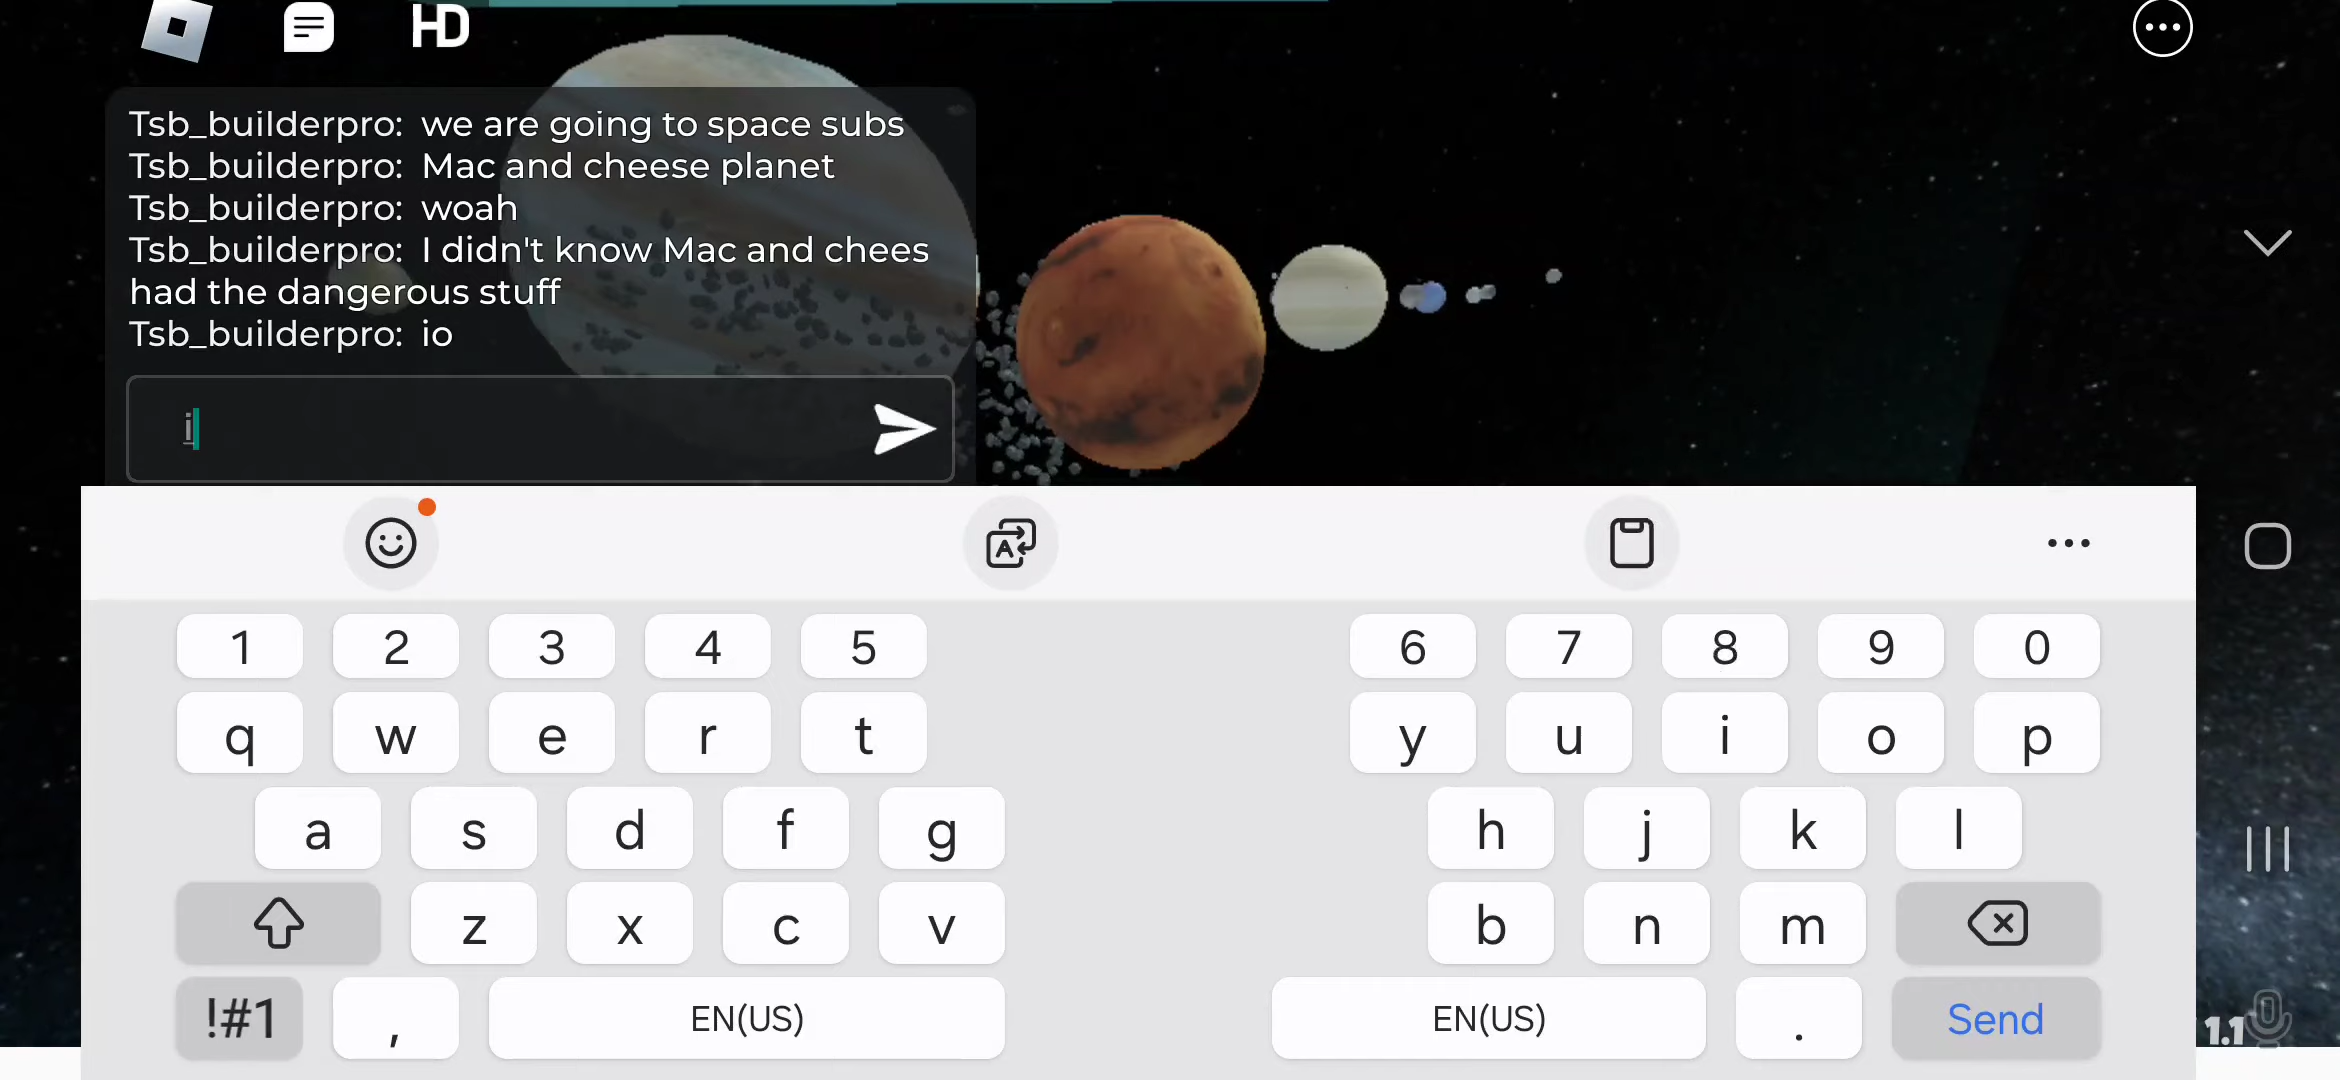 HD
Tsb_builderpro: we are going to space subs
Tsb_builderpro: Mac and cheese planet
Tsb_builderpro: woah
Tsb_builderpro: I didn't know Mac and chees
had the dangerous stuff
Tsb_builderpro: io
i
1 2 3 4 5 6 7 8 9 0
q w e r t y u i o p
a s d f g h j k l
z x c v b n m
!#1 , EN(US) EN(US) . Send
1.1